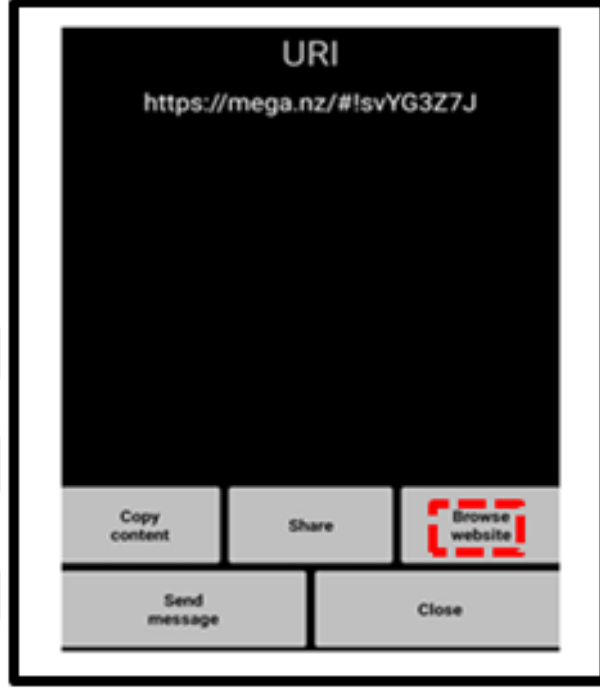 URI
https://mega.nz/#!svYG3Z7J
Copy
content
Share
Browse
website
Send
message
Close